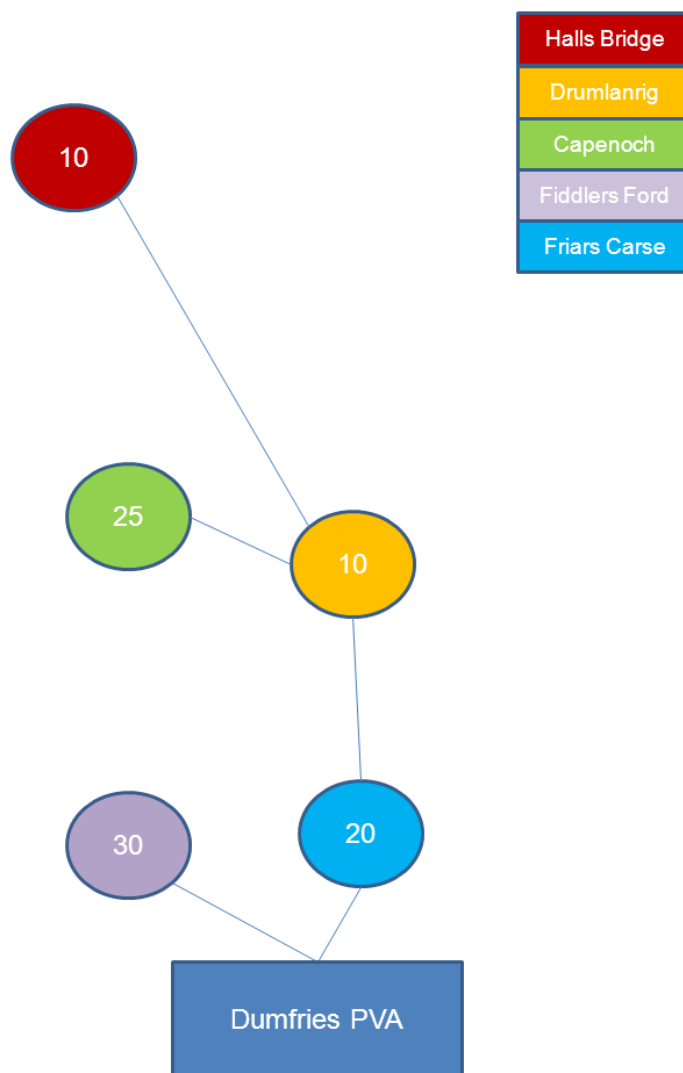 Halls Bridge
Drumlanrig
Capenoch
Fiddlers Ford
Friars Carse
10
25
10
30
20
Dumfries PVA